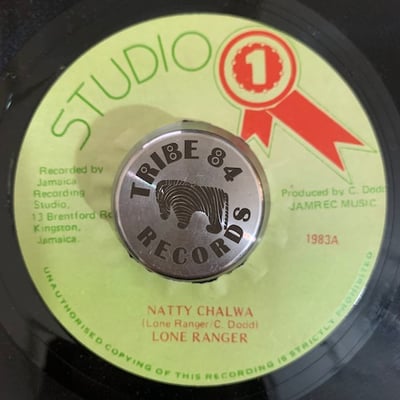 STUDIO
1
Recorded by
Jamaica
Recording
Studio,
13 Brentford
Kingston,
Jamaica.
TRIBE 84
RECORDS
Produced by C. Dodd
JAMREC MUSIC.
1983A
NATTY CHALWA
(Lone Ranger/C. Dodd)
LONE RANGER
UNAUTHORISED COPYING OF THIS RECORDING IS STRICTLY PROHIBITED